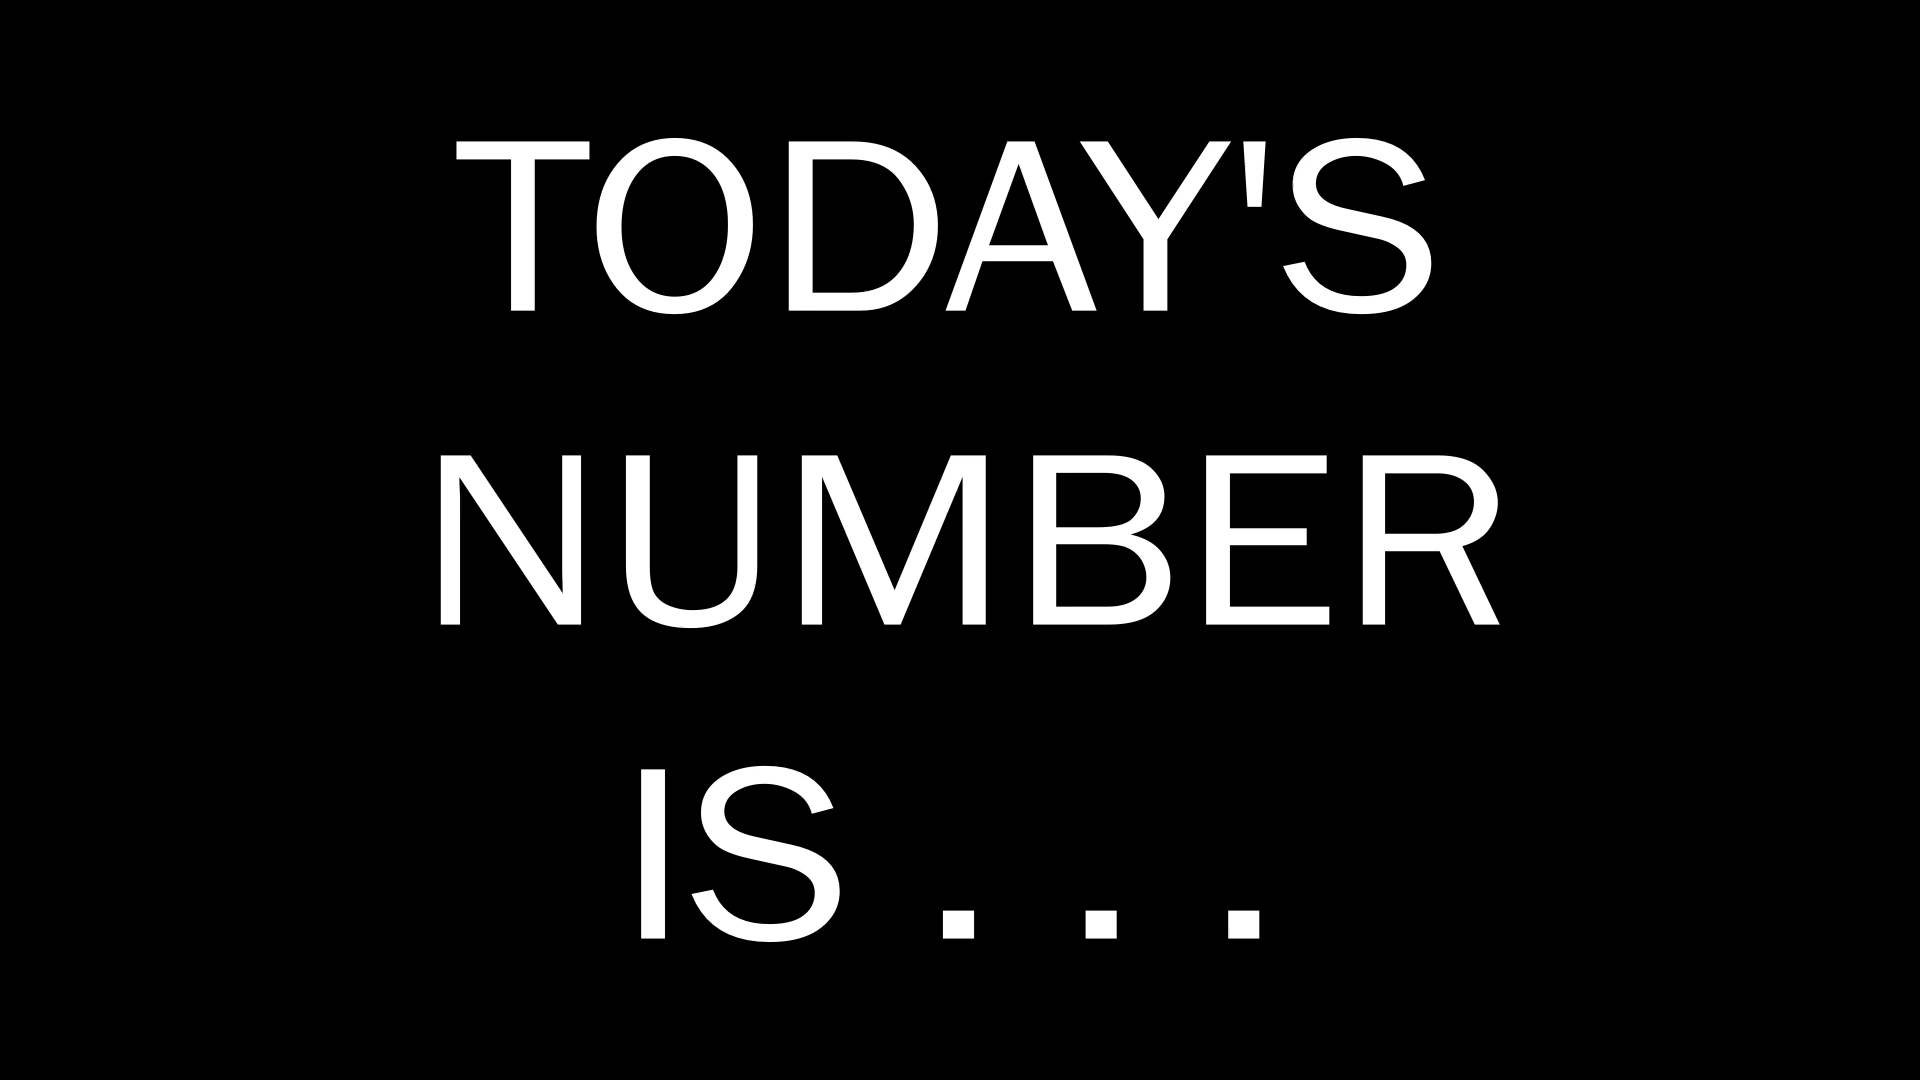 TODAY'S
NUMBER
IS . . .